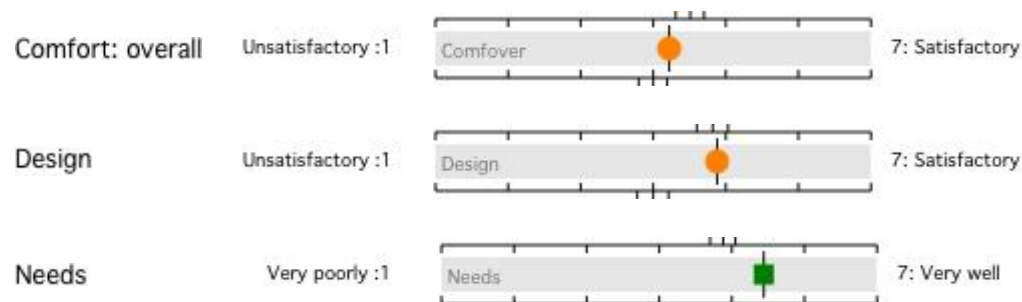 Comfort: overall Unsatisfactory :1 Comfover 7: Satisfactory
Design Unsatisfactory :1 Design 7: Satisfactory
Needs Very poorly :1 Needs 7: Very well